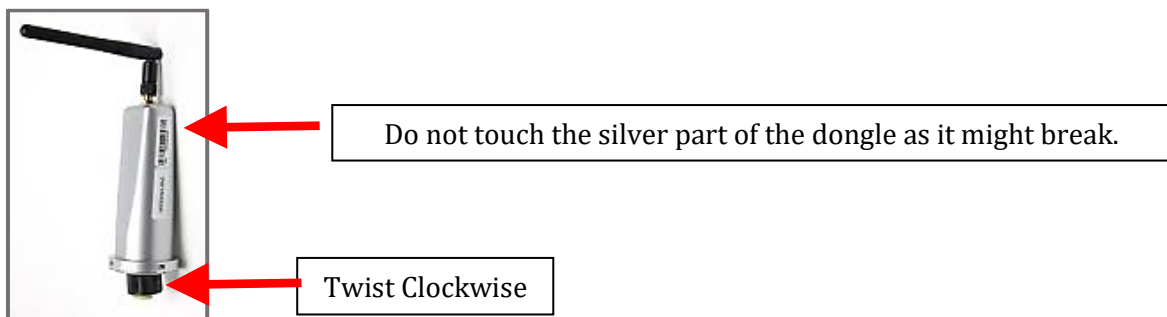 Do not touch the silver part of the dongle as it might break.
Twist Clockwise